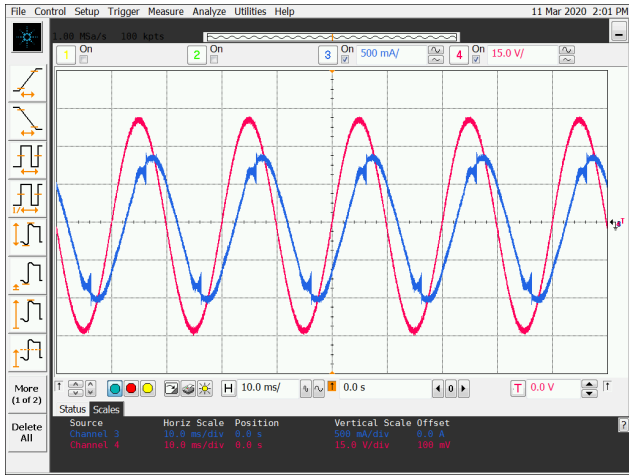 File Control Setup Trigger Measure Analyze Utilities Help 11 Mar 2020 2:01 PM
1.00 MSa/s 100 kpts
1 On 2 On 3 On 500 mA/ 4 On 15.0 V/
T
More
(1 of 2)
Delete
All
H 10.0 ms/ 0.0 s 0 T 0.0 V
Status Scales
Source Horiz Scale Position Vertical Scale Offset
Channel 3 10.0 ms/div 0.0 s 500 mA/div 0.0 A
Channel 4 10.0 ms/div 0.0 s 15.0 V/div 100 mV
?